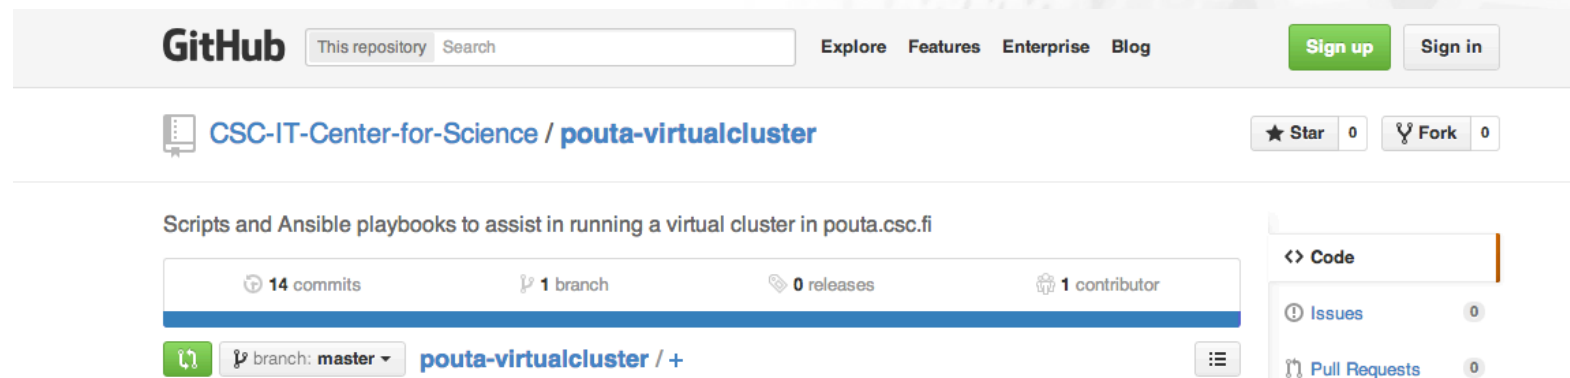 GitHub This repository Search Explore Features Enterprise Blog Sign up Sign in
CSC-IT-Center-for-Science / pouta-virtualcluster Star 0 Fork 0
Scripts and Ansible playbooks to assist in running a virtual cluster in pouta.csc.fi
<> Code
14 commits 1 branch 0 releases 1 contributor
Issues 0
branch: master pouta-virtualcluster / +
Pull Requests 0